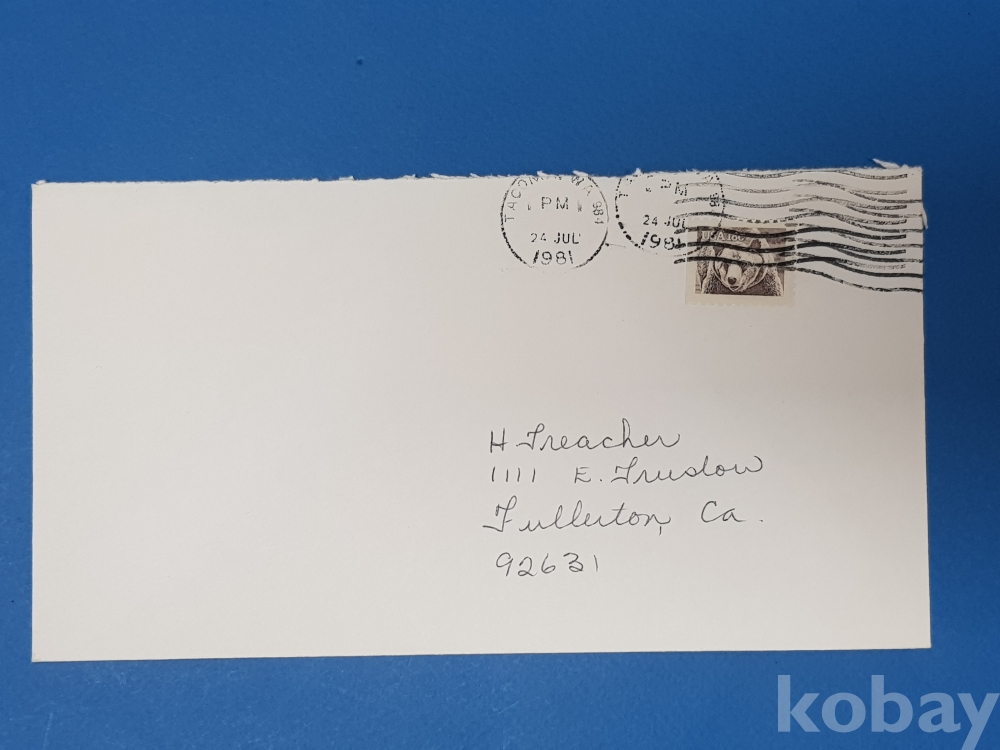 TACOMA, WA 984
PM
24 JUL
1981
PM
24 JUL
1981
USA 18c
H Treacher
1111 E. Truslow
Fullerton, Ca.
92631
kobay